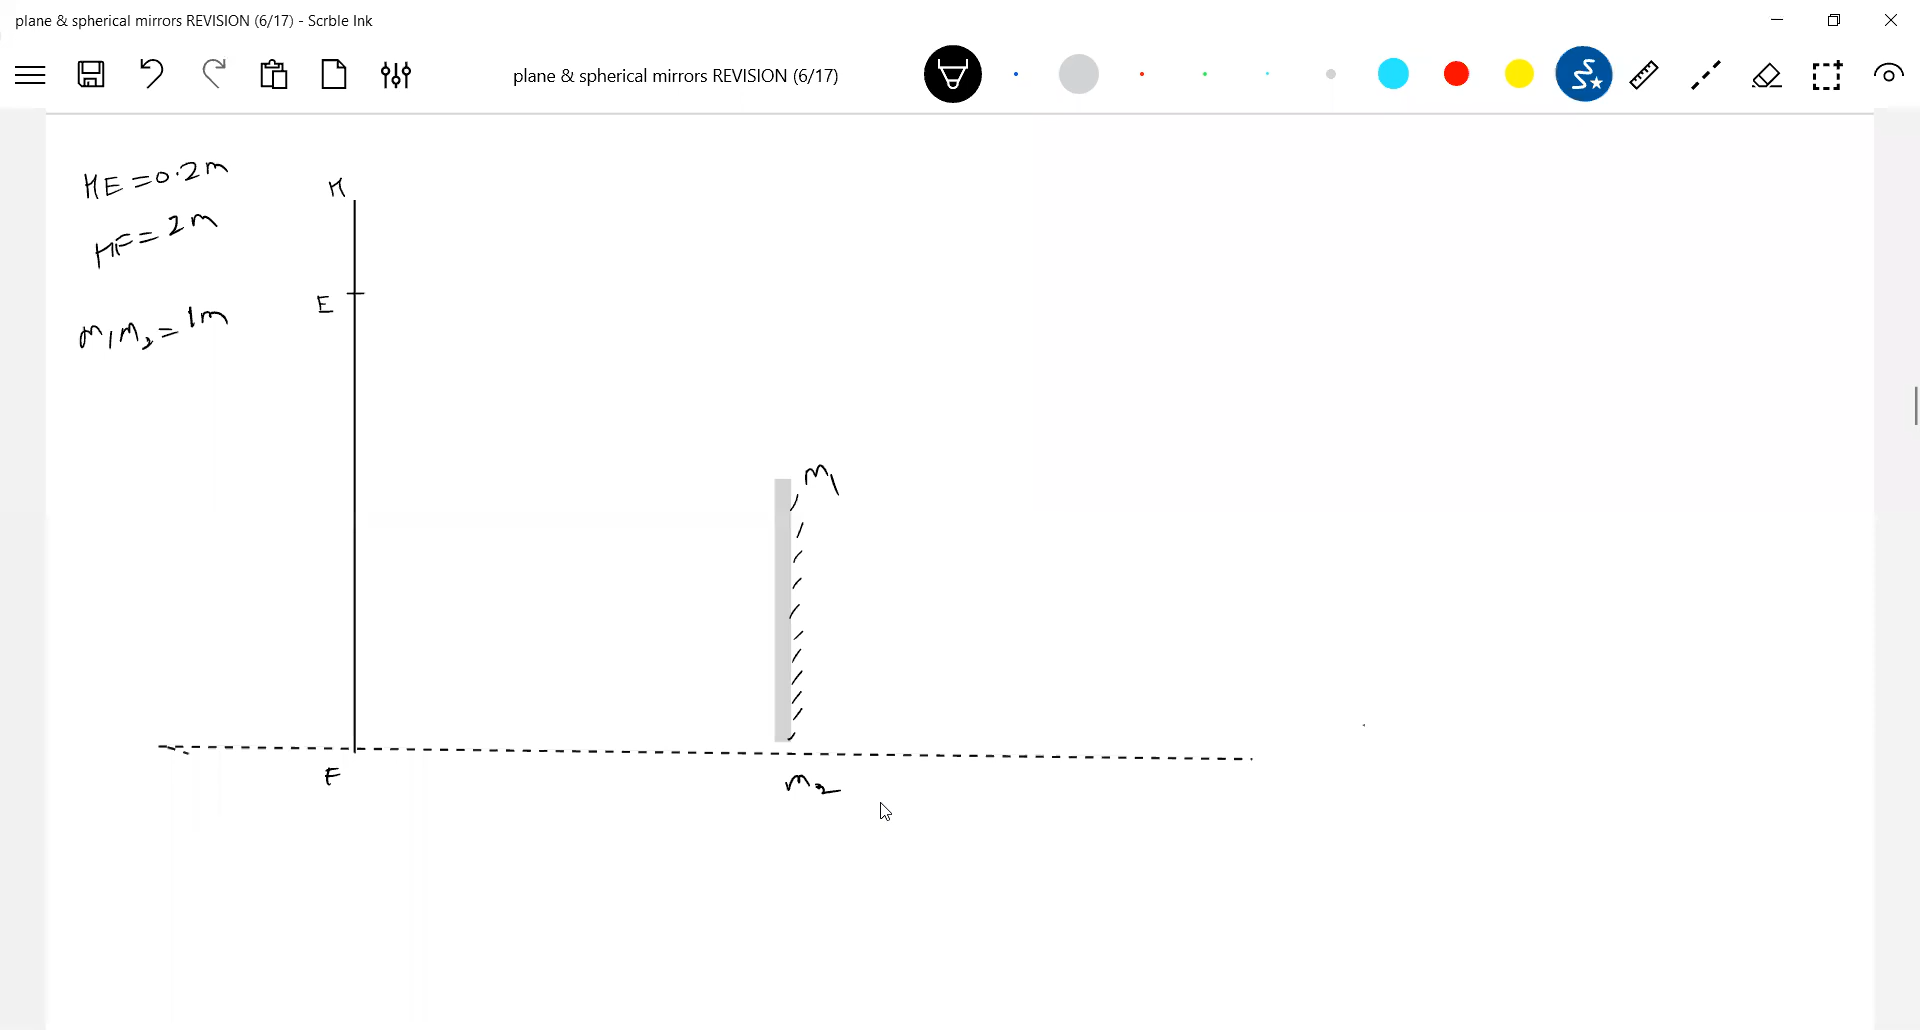 plane & spherical mirrors REVISION (6/17) - Scrble Ink
plane & spherical mirrors REVISION (6/17)
HE = 0.2m
HF = 2m
M1M2 = 1m
H
E
M1
F
M2